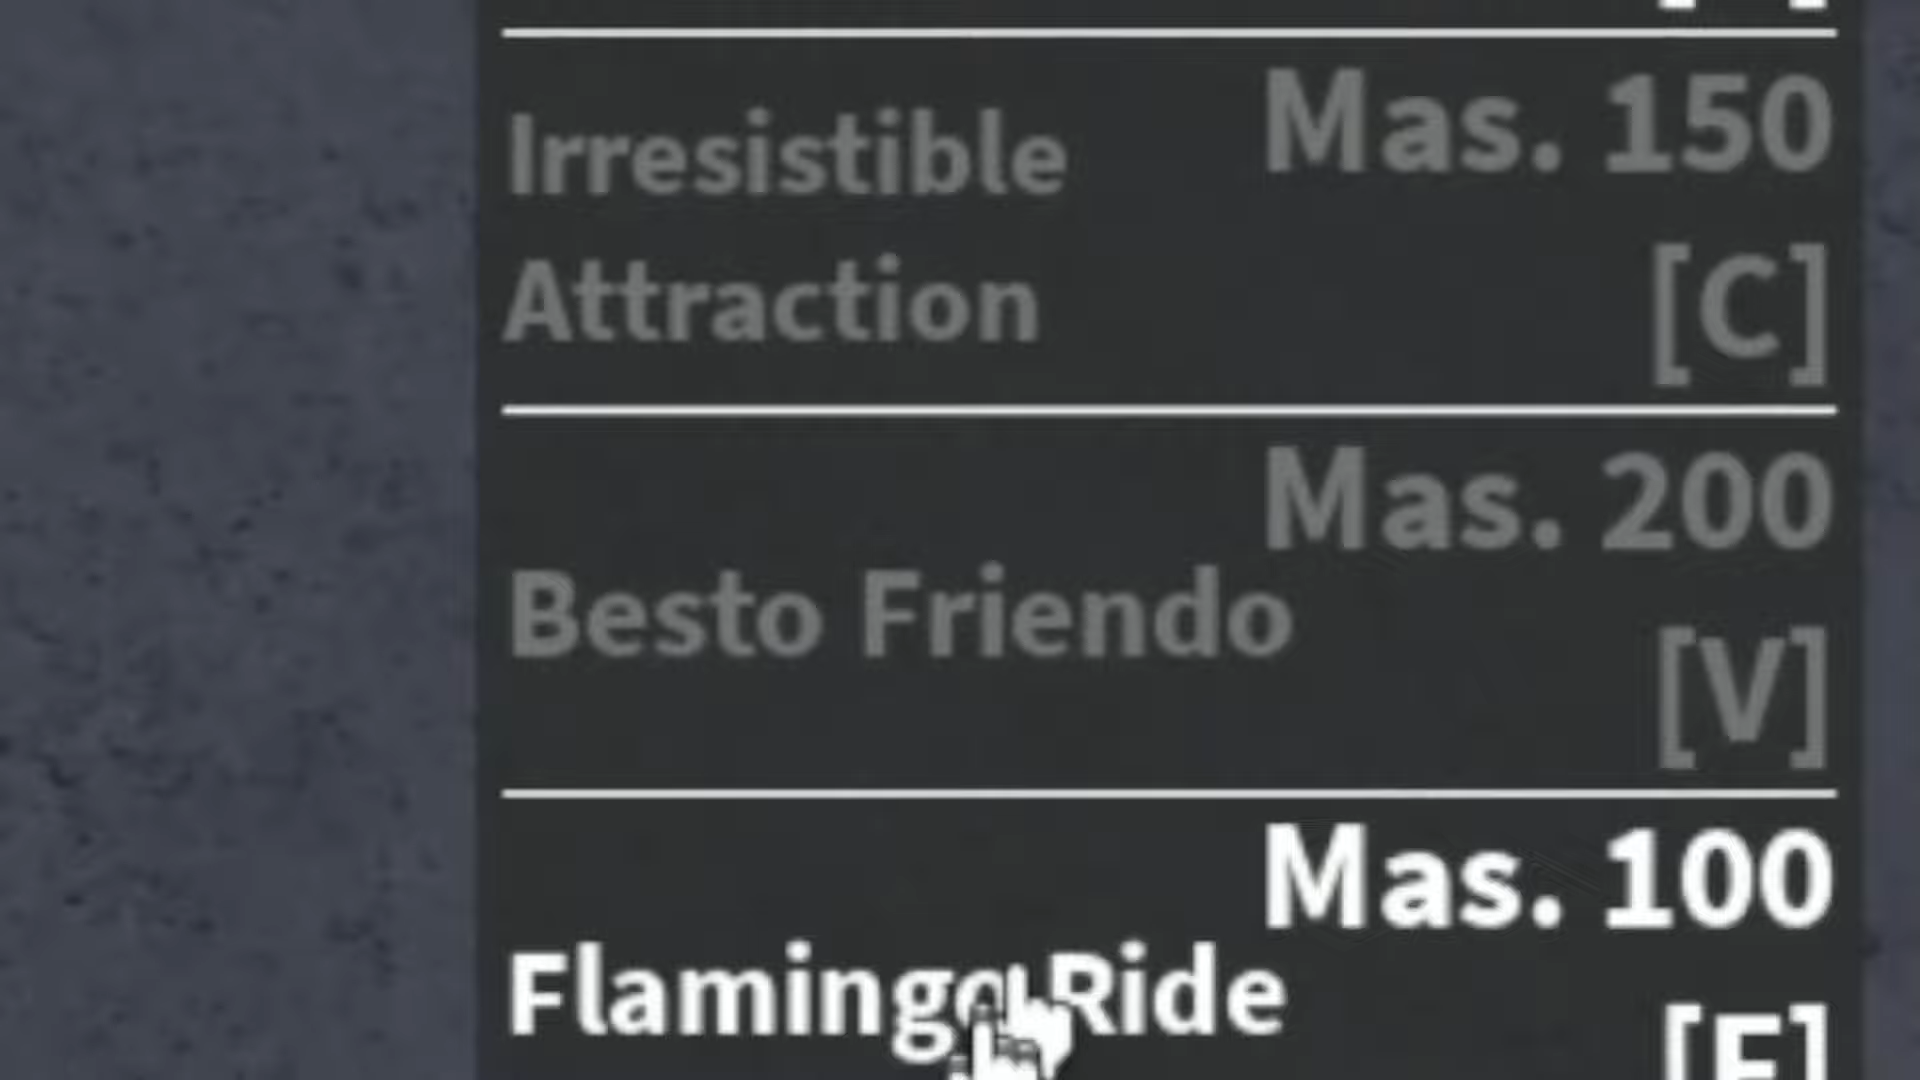 Irresistible Attraction
Mas. 150
[C]
Besto Friendo
Mas. 200
[V]
Flamingo Ride
Mas. 100
[F]